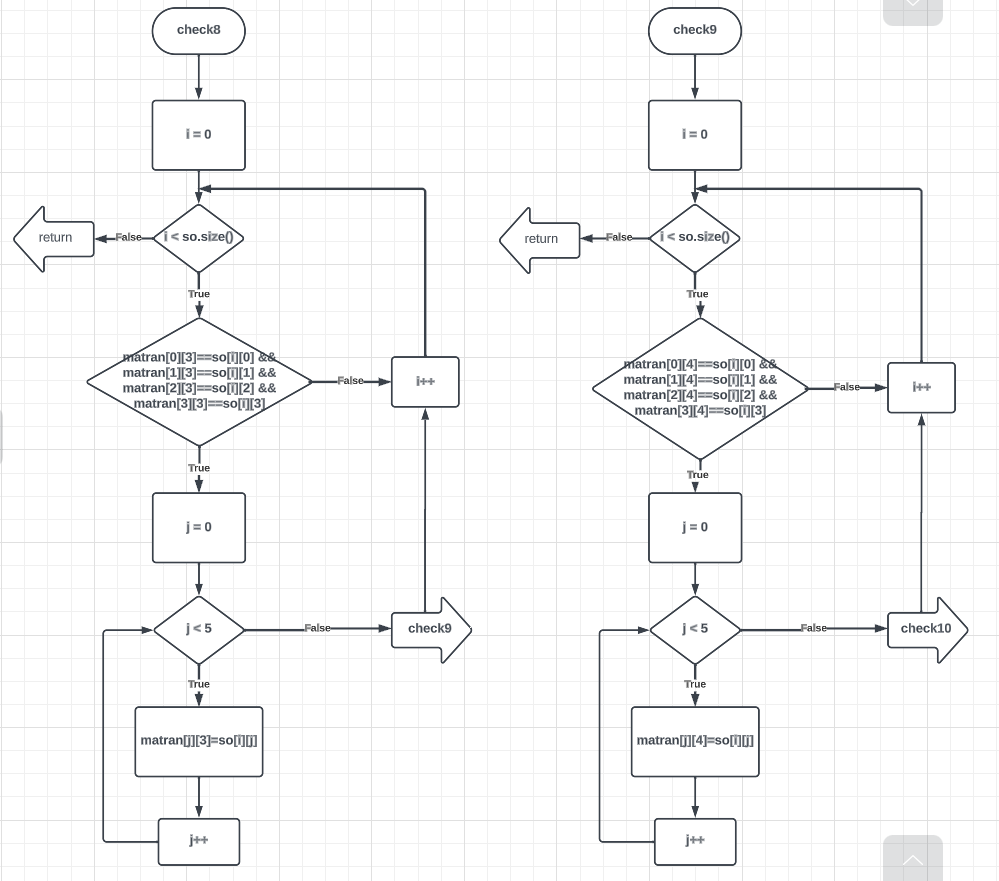 check8
i = 0
i < so.size()
False
return
True
matran[0][3]==so[i][0] &&
matran[1][3]==so[i][1] &&
matran[2][3]==so[i][2] &&
matran[3][3]==so[i][3]
False
i++
True
j = 0
j < 5
False
check9
True
matran[j][3]=so[i][j]
j++
check9
i = 0
i < so.size()
False
return
True
matran[0][4]==so[i][0] &&
matran[1][4]==so[i][1] &&
matran[2][4]==so[i][2] &&
matran[3][4]==so[i][3]
False
i++
True
j = 0
j < 5
False
check10
True
matran[j][4]=so[i][j]
j++